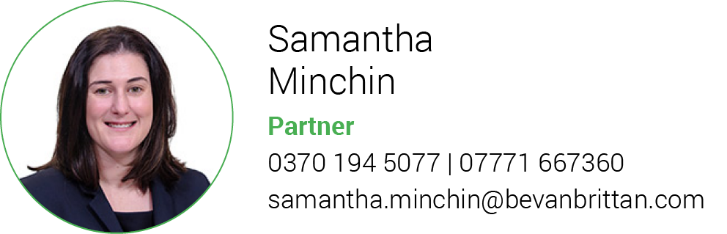 Samantha
Minchin
Partner
0370 194 5077 | 07771 667360
samantha.minchin@bevanbrittan.com